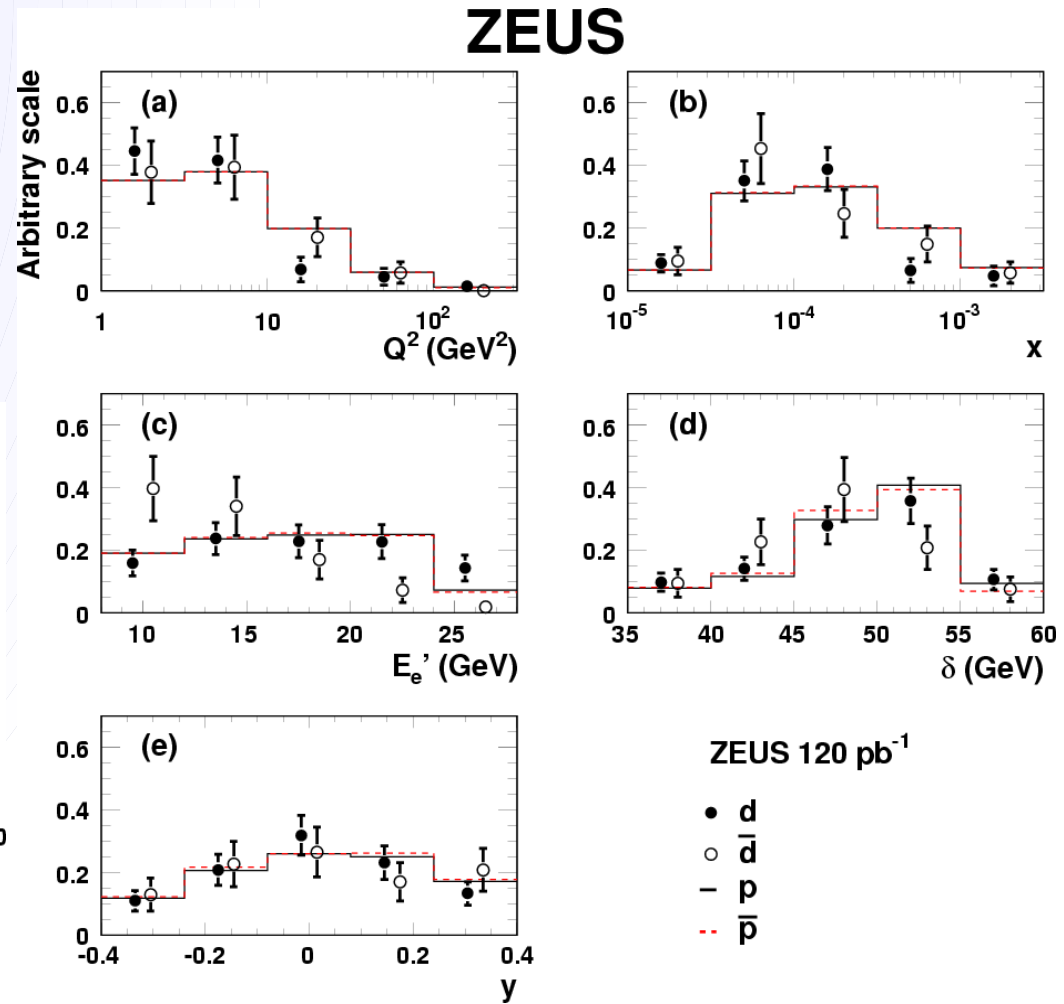 ZEUS
Arbitrary scale
(a)
0.6
0.4
0.2
0
1 10 10²
Q² (GeV²)
(b)
0.6
0.4
0.2
0
10⁻⁵ 10⁻⁴ 10⁻³
x
(c)
0.6
0.4
0.2
0
10 15 20 25
Eₑ’ (GeV)
(d)
0.6
0.4
0.2
0
35 40 45 50 55 60
δ (GeV)
(e)
0.6
0.4
0.2
0
-0.4 -0.2 0 0.2 0.4
y
ZEUS 120 pb⁻¹
d
d̅
p
p̅